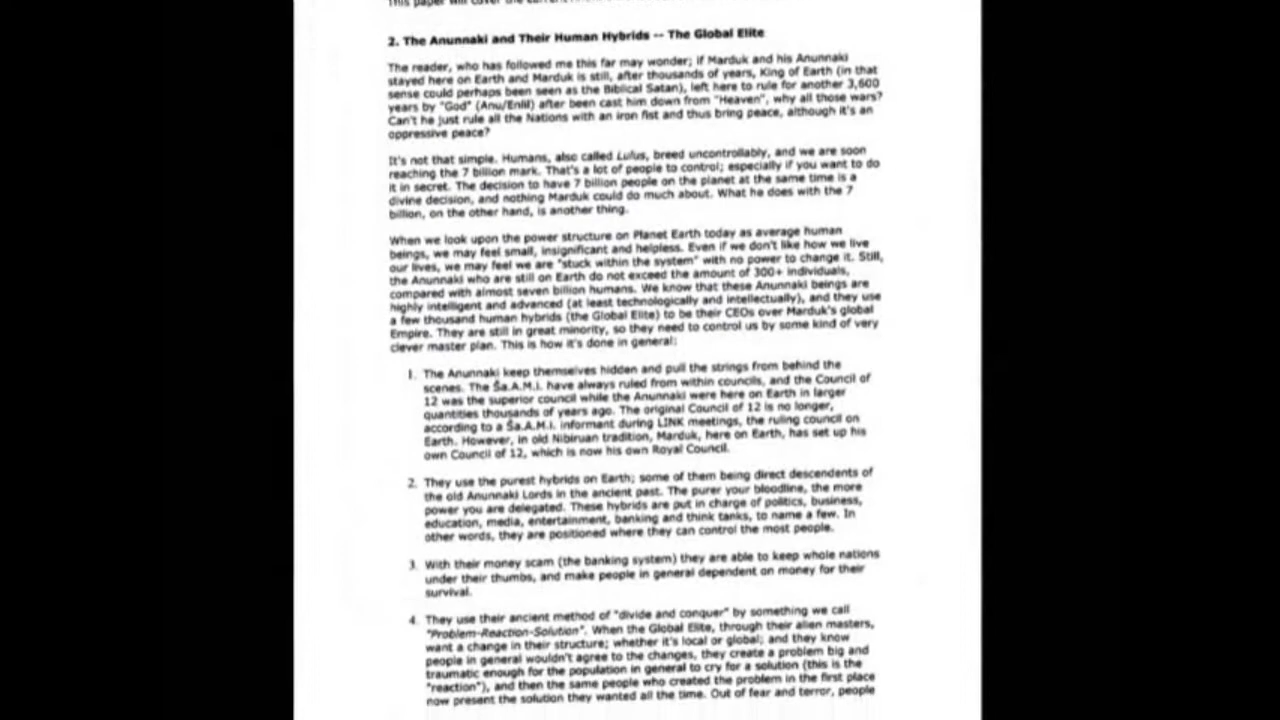 This paper will cover the current
2. The Anunnaki and Their Human Hybrids -- The Global Elite
The reader, who has followed me this far may wonder; if Marduk and his Anunnaki
stayed here on Earth and Marduk is still, after thousands of years, King of Earth (in that
sense could perhaps been seen as the Biblical Satan), left here to rule for another 3,600
years by "God" (Anu/Enlil) after been cast him down from "Heaven", why all those wars?
Can't he just rule all the Nations with an iron fist and thus bring peace, although it's an
oppressive peace?
It's not that simple. Humans, also called Lulus, breed uncontrollably, and we are soon
reaching the 7 billion mark. That's a lot of people to control; especially if you want to do
it in secret. The decision to have 7 billion people on the planet at the same time is a
divine decision, and nothing Marduk could do much about. What he does with the 7
billion, on the other hand, is another thing.
When we look upon the power structure on Planet Earth today as average human
beings, we may feel small, insignificant and helpless. Even if we don't like how we live
our lives, we may feel we are "stuck within the system" with no power to change it. Still,
the Anunnaki who are still on Earth do not exceed the amount of 300+ individuals,
compared with almost seven billion humans. We know that these Anunnaki beings are
highly intelligent and advanced (at least technologically and intellectually), and they use
a few thousand human hybrids (the Global Elite) to be their CEOs over Marduk's global
Empire. They are still in great minority, so they need to control us by some kind of very
clever master plan. This is how it's done in general:
1. The Anunnaki keep themselves hidden and pull the strings from behind the
scenes. The Ša.A.M.i. have always ruled from within councils, and the Council of
12 was the superior council while the Anunnaki were here on Earth in larger
quantities thousands of years ago. The original Council of 12 is no longer,
according to a Ša.A.M.i. informant during LINK meetings, the ruling council on
Earth. However, in old Nibiruan tradition, Marduk, here on Earth, has set up his
own Council of 12, which is now his own Royal Council.
2. They use the purest hybrids on Earth; some of them being direct descendents of
the old Anunnaki Lords in the ancient past. The purer your bloodline, the more
power you are delegated. These hybrids are put in charge of politics, business,
education, media, entertainment, banking and think tanks, to name a few. In
other words, they are positioned where they can control the most people.
3. With their money scam (the banking system) they are able to keep whole nations
under their thumbs, and make people in general dependent on money for their
survival.
4. They use their ancient method of "divide and conquer" by something we call
"Problem-Reaction-Solution". When the Global Elite, through their alien masters,
want a change in their structure; whether it's local or global; and they know
people in general wouldn't agree to the changes, they create a problem big and
traumatic enough for the population in general to cry for a solution (this is the
"reaction"), and then the same people who created the problem in the first place
now present the solution they wanted all the time. Out of fear and terror, people